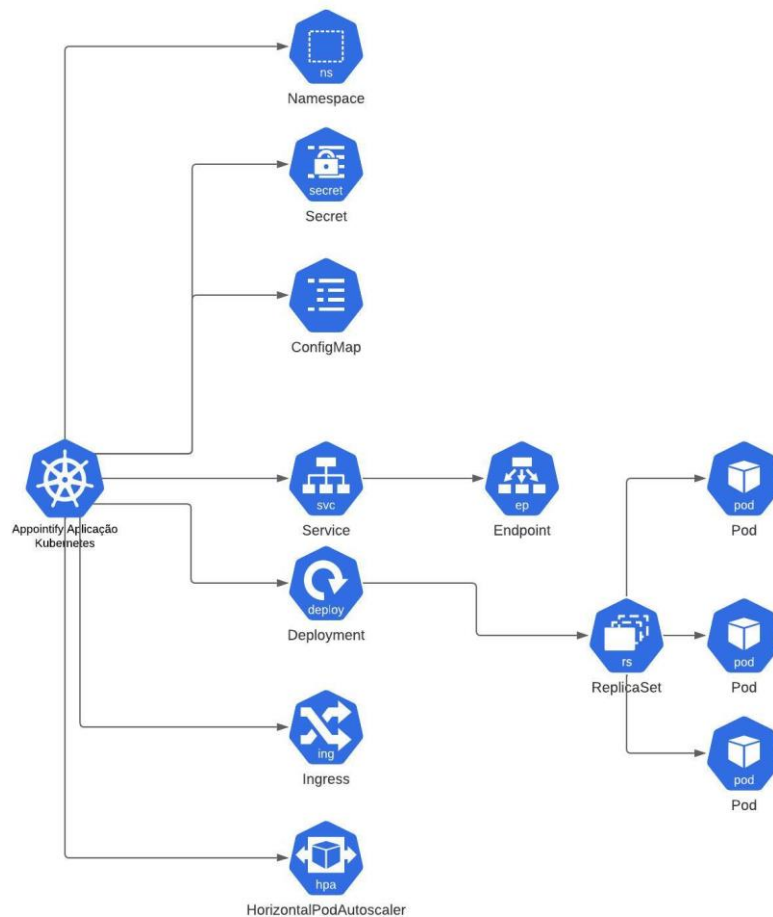 ns
Namespace
secret
Secret
ConfigMap
Appointify Aplicação
Kubernetes
svc
Service
ep
Endpoint
pod
Pod
deploy
Deployment
rs
ReplicaSet
pod
Pod
ing
Ingress
pod
Pod
hpa
HorizontalPodAutoscaler